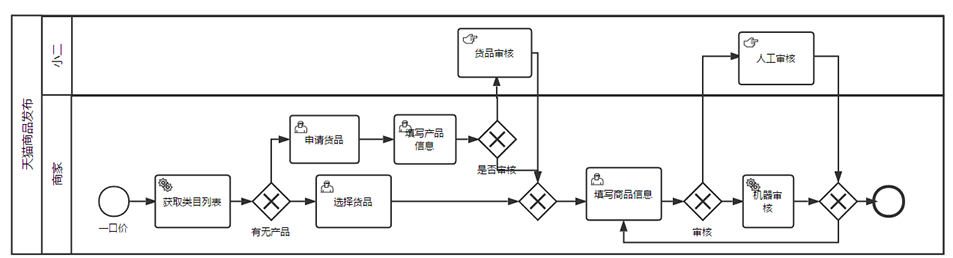 天猫商品发布
小二
商家
货品审核
人工审核
申请货品
填写产品
信息
是否审核
一口价
获取类目列表
有无产品
选择货品
填写商品信息
审核
机器审
核